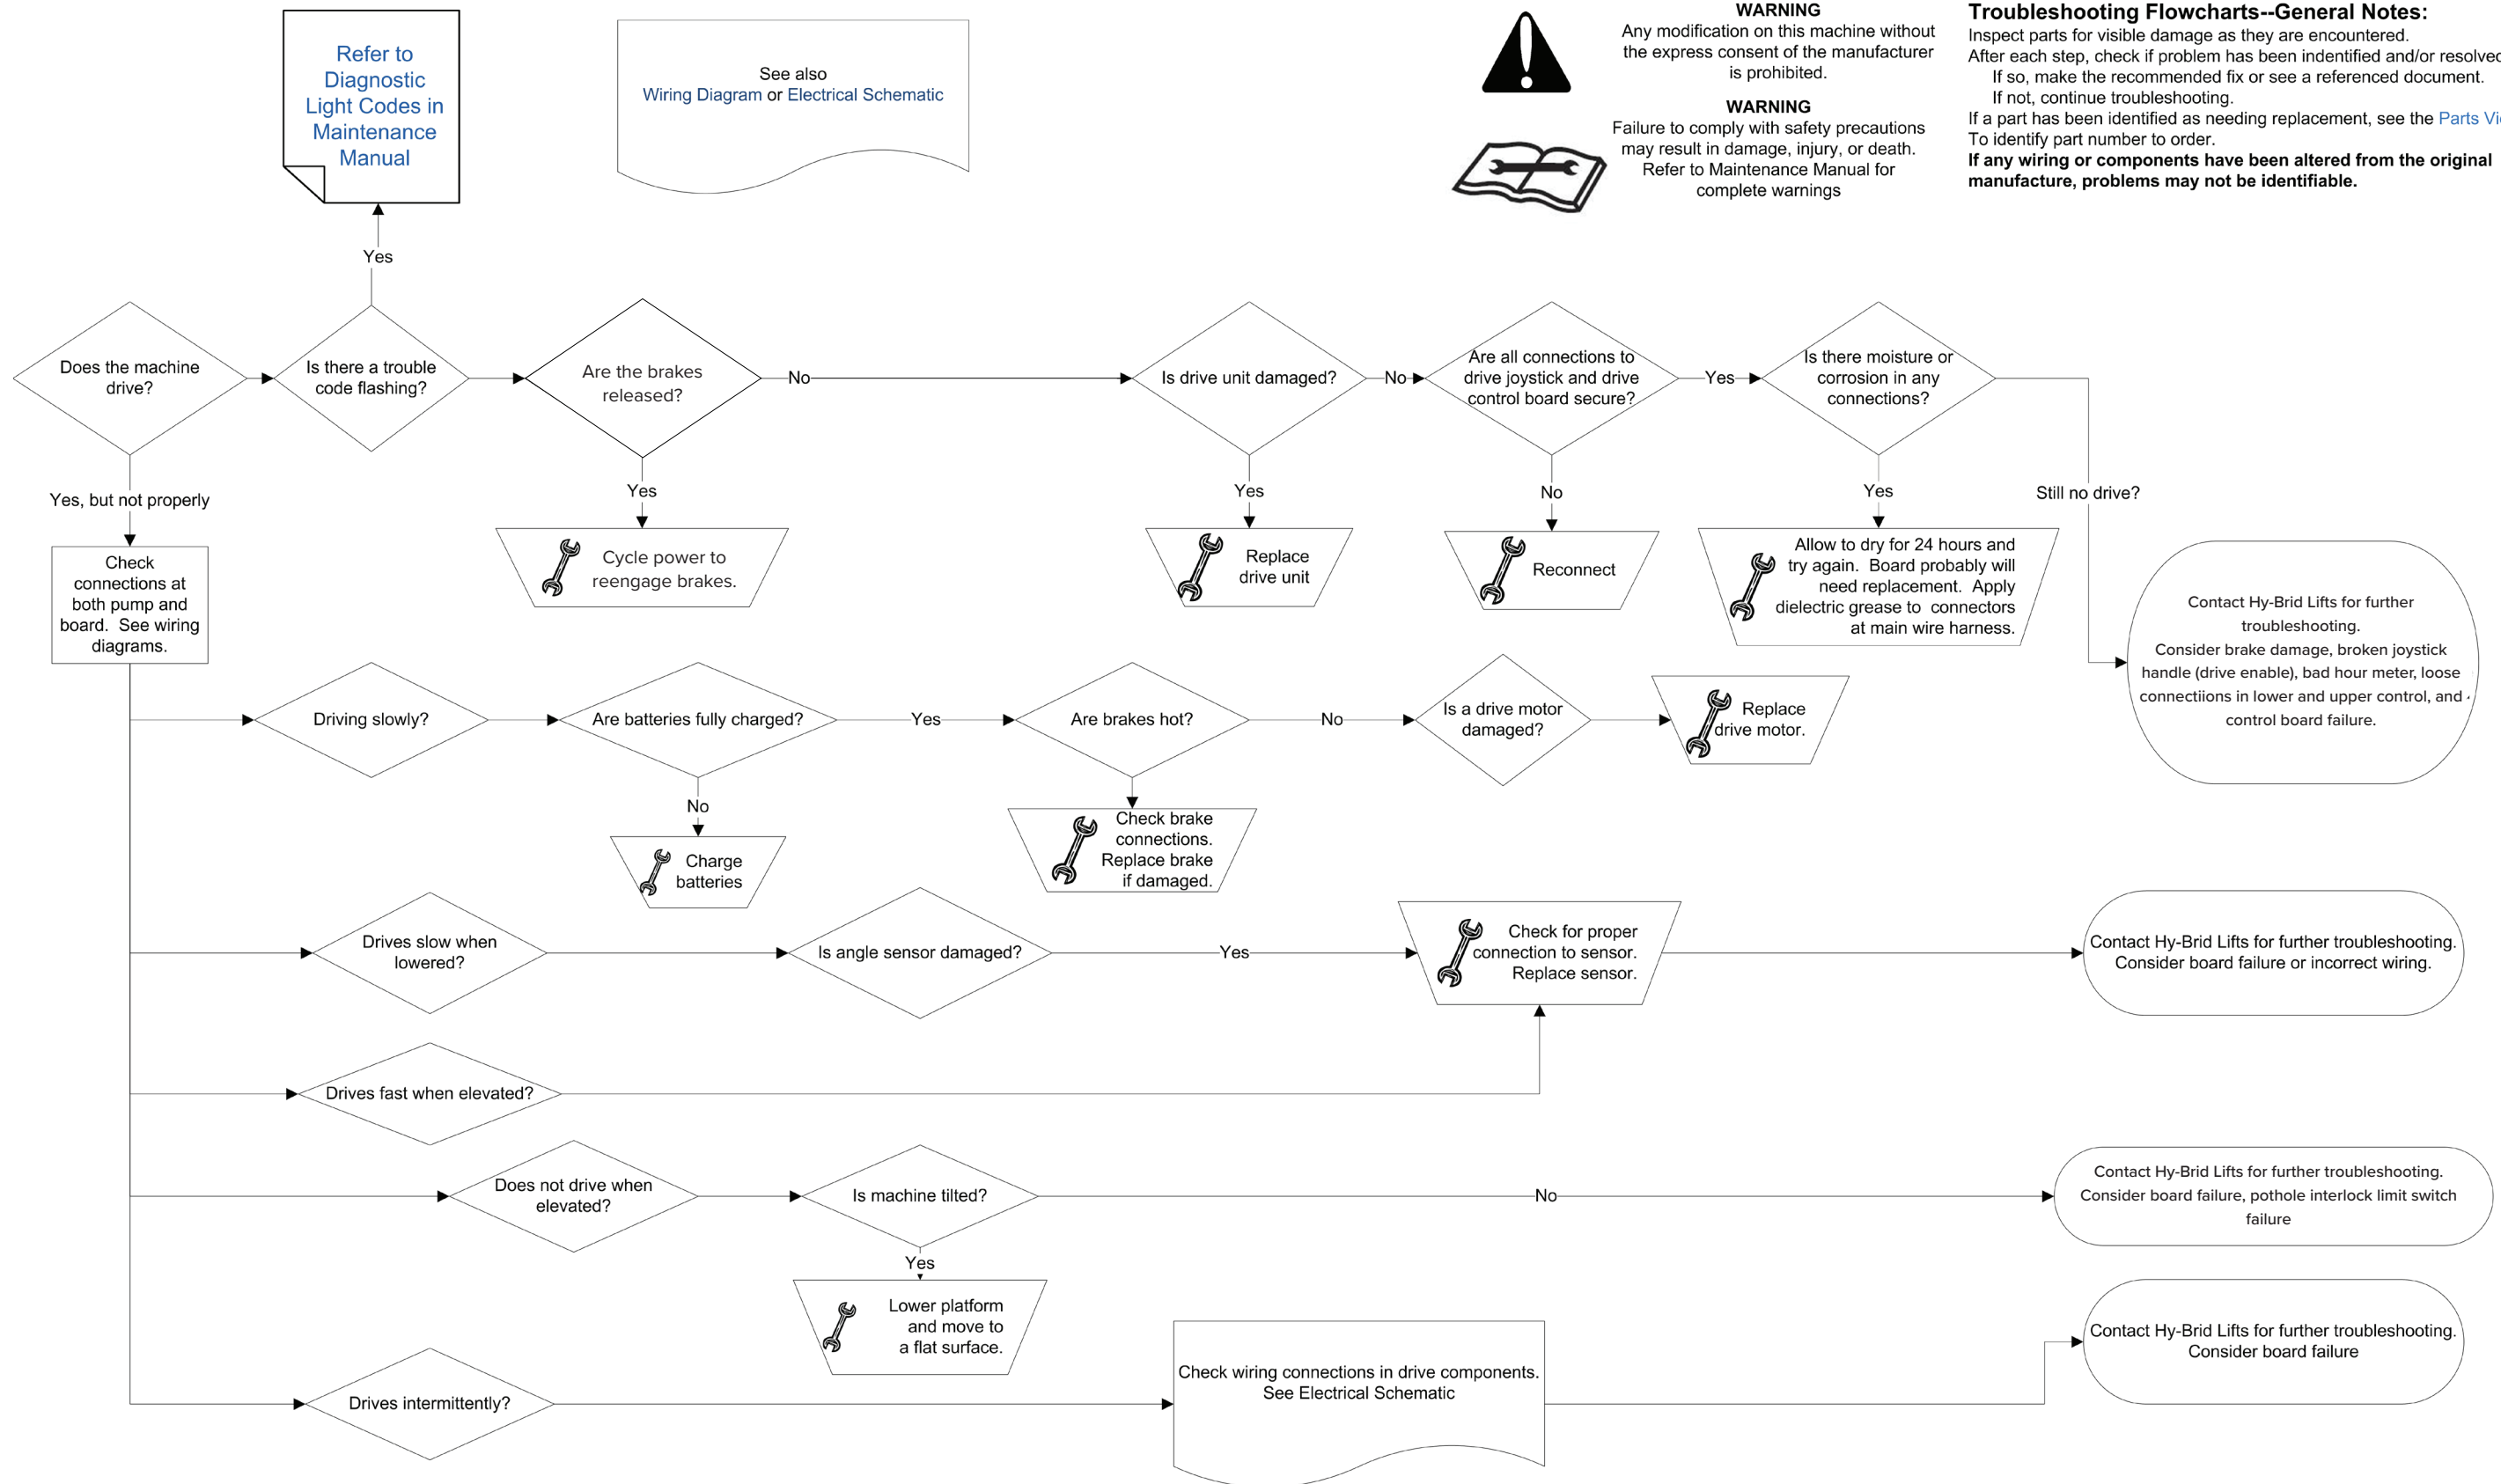 Refer to
Diagnostic
Light Codes in
Maintenance
Manual
See also
Wiring Diagram or Electrical Schematic
WARNING
Any modification on this machine without
the express consent of the manufacturer
is prohibited.
WARNING
Failure to comply with safety precautions
may result in damage, injury, or death.
Refer to Maintenance Manual for
complete warnings
Troubleshooting Flowcharts--General Notes:
Inspect parts for visible damage as they are encountered.
After each step, check if problem has been indentified and/or resolved
If so, make the recommended fix or see a referenced document.
If not, continue troubleshooting.
If a part has been identified as needing replacement, see the Parts
To identify part number to order.
If any wiring or components have been altered from the original
manufacture, problems may not be identifiable.
Yes
Does the machine
drive?
Is there a trouble
code flashing?
Are the brakes
released?
No
Is drive unit damaged?
No
Are all connections to
drive joystick and drive
control board secure?
Yes
Is there moisture or
corrosion in any
connections?
Yes, but not properly
Yes
Yes
No
Yes
Still no drive?
Check
connections at
both pump and
board. See wiring
diagrams.
Cycle power to
reengage brakes.
Replace
drive unit
Reconnect
Allow to dry for 24 hours and
try again. Board probably will
need replacement. Apply
dielectric grease to connectors
at main wire harness.
Contact Hy-Brid Lifts for further
troubleshooting.
Consider brake damage, broken joystick
handle (drive enable), bad hour meter, loose
connectiions in lower and upper control, and
control board failure.
Driving slowly?
Are batteries fully charged?
Yes
Are brakes hot?
No
Is a drive motor
damaged?
Replace
drive motor.
No
Charge
batteries
Check brake
connections.
Replace brake
if damaged.
Drives slow when
lowered?
Is angle sensor damaged?
Yes
Check for proper
connection to sensor.
Replace sensor.
Contact Hy-Brid Lifts for further troubleshooting.
Consider board failure or incorrect wiring.
Drives fast when elevated?
Does not drive when
elevated?
Is machine tilted?
No
Contact Hy-Brid Lifts for further troubleshooting.
Consider board failure, pothole interlock limit switch
failure
Yes
Lower platform
and move to
a flat surface.
Drives intermittently?
Check wiring connections in drive components.
See Electrical Schematic
Contact Hy-Brid Lifts for further troubleshooting.
Consider board failure